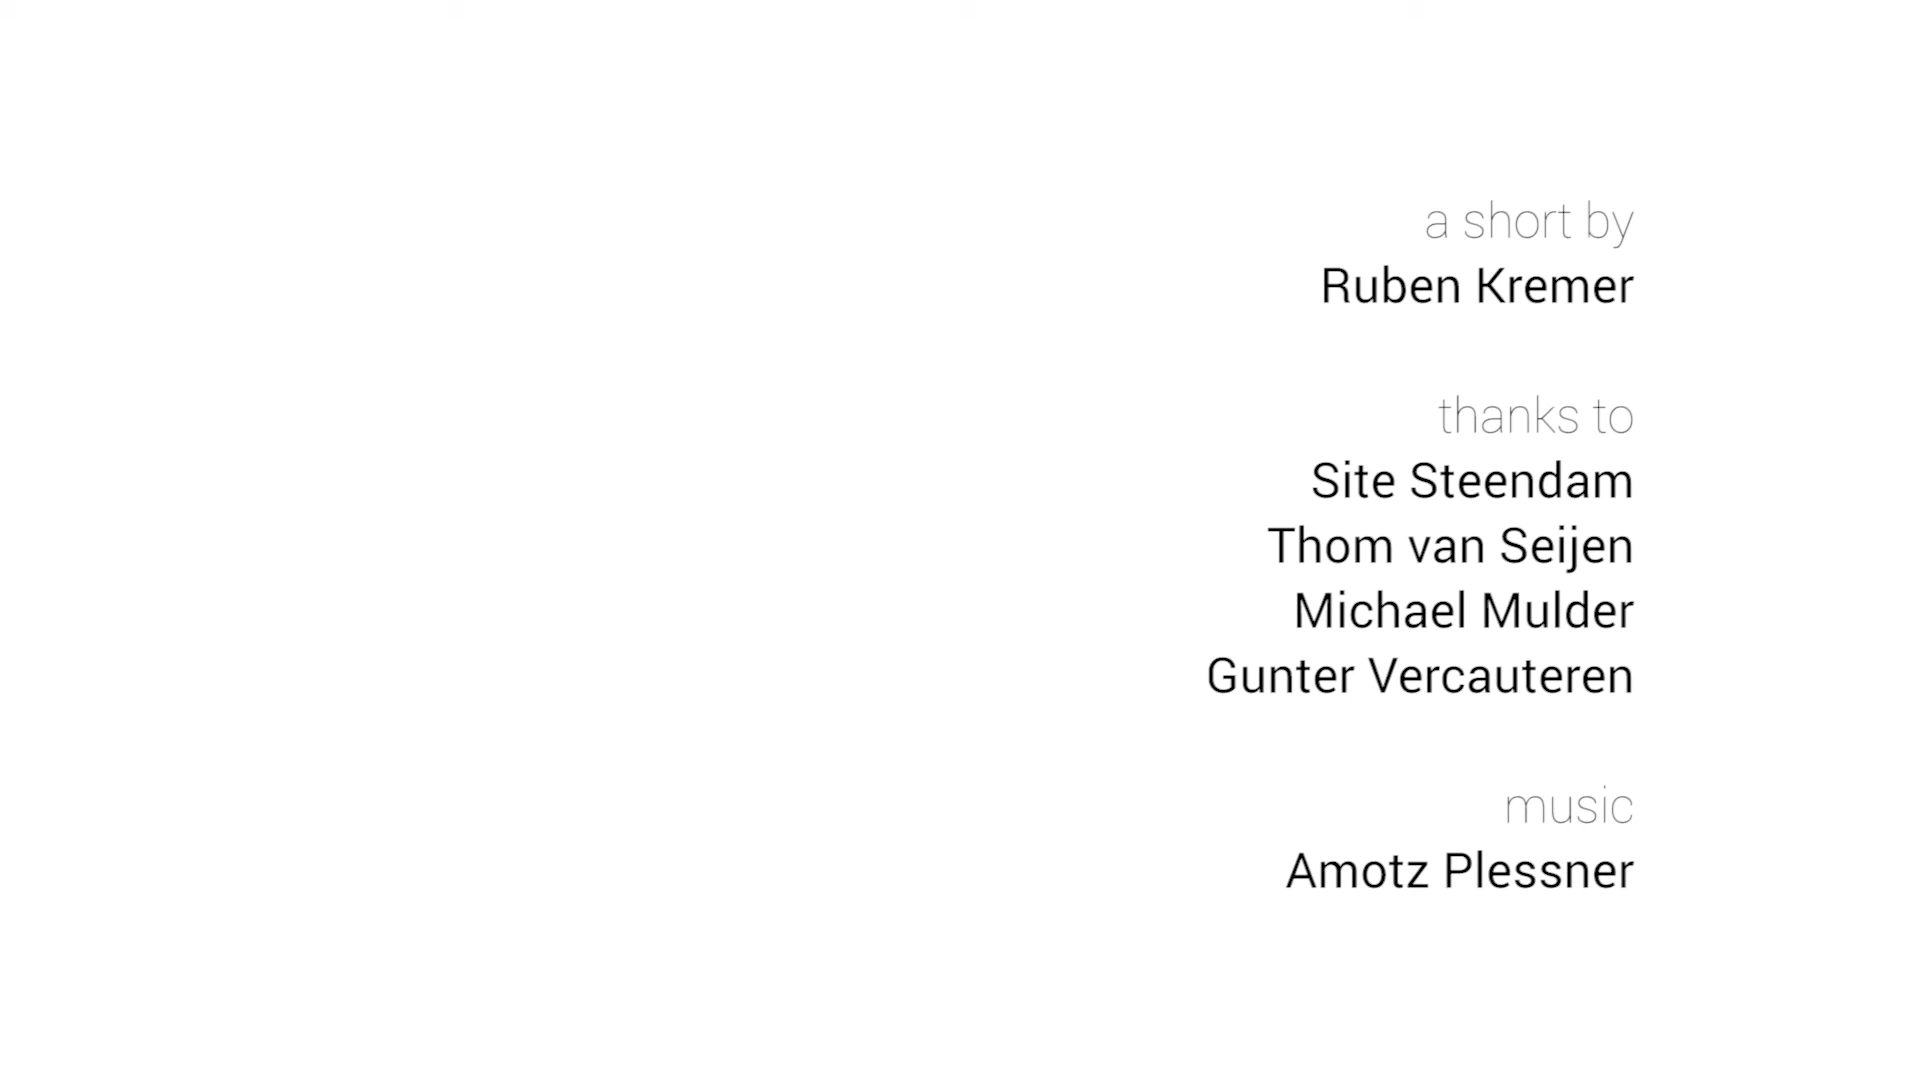 a short by
Ruben Kremer
thanks to
Site Steendam
Thom van Seijen
Michael Mulder
Gunter Vercauteren
music
Amotz Plessner